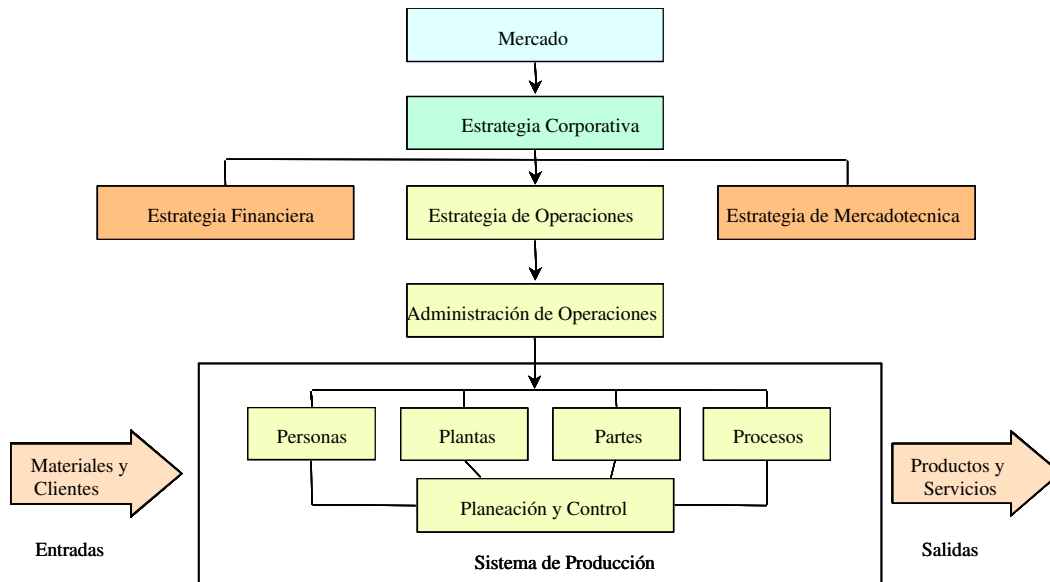 Mercado
Estrategia Corporativa
Estrategia Financiera
Estrategia de Operaciones
Estrategia de Mercadotecnica
Administración de Operaciones
Personas
Plantas
Partes
Procesos
Materiales y
Clientes
Productos y
Servicios
Planeación y Control
Entradas
Sistema de Producción
Salidas